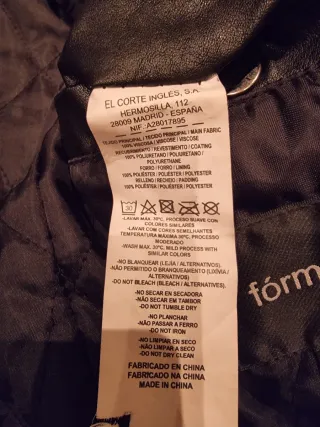 EL CORTE INGLÉS, S.A
HERMOSILLA, 112
28009 MADRID - ESPAÑA
NIF: A28017895
TEJIDO PRINCIPAL / TECIDO PRINCIPAL / MAIN FABRIC
100% VISCOSA / VISCOSE / VISCOSE
RECUBRIMIENTO / REVESTIMENTO / COATING
100% POLIURETANO / POLIURETANO /
POLYURETHANE
FORRO / FORRO / LINING
100% POLIÉSTER / POLIÉSTER / POLYESTER
RELLENO / RECHEIO / PADDING
100% POLIÉSTER / POLIÉSTER / POLYESTER
30
-LAVAR MAX. 30ºC. PROCESO SUAVE CON
COLORES SIMILARES
-LAVAR COM CORES SEMELHANTES
TEMPERATURA MÁXIMA 30ºC. PROCESSO
MODERADO
-WASH MAX. 30ºC. MILD PROCESS WITH
SIMILAR COLORS
-NO BLANQUEAR (LEJÍA / ALTERNATIVOS).
-NÃO PERMITIDO O BRANQUEAMENTO (LIXÍVIA /
ALTERNATIVAS)
-DO NOT BLEACH (BLEACH / ALTERNATIVES).
-NO SECAR EN SECADORA
-NÃO SECAR EM TAMBOR
-DO NOT TUMBLE DRY
-NO PLANCHAR
-NÃO PASSAR A FERRO
-DO NOT IRON
-NO LIMPIAR EN SECO
-NÃO LIMPAR A SECO
-DO NOT DRY CLEAN
FABRICADO EN CHINA
FABRICADO NA CHINA
MADE IN CHINA
fórm